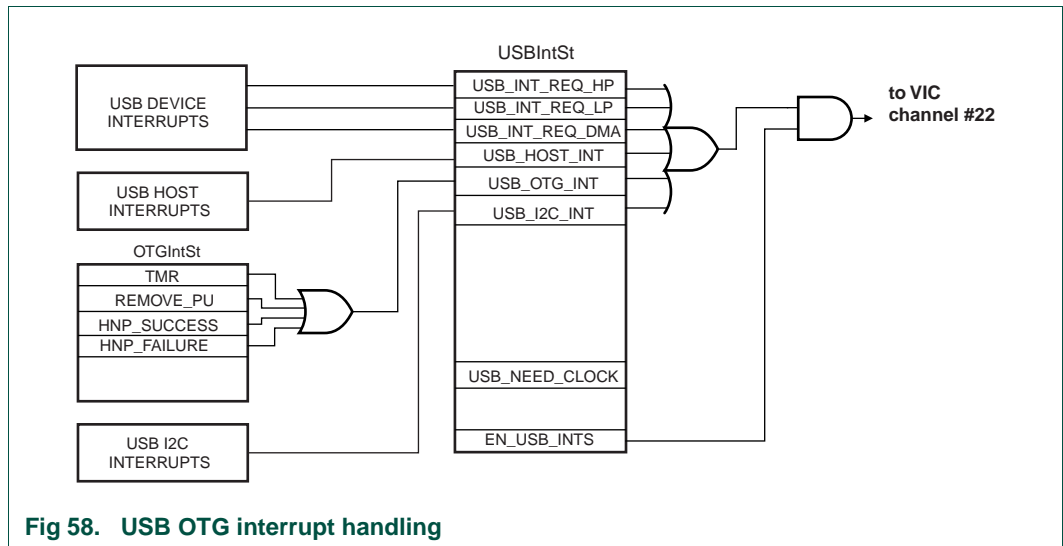 USBIntSt
USB DEVICE
INTERRUPTS
USB_INT_REQ_HP
USB_INT_REQ_LP
USB_INT_REQ_DMA
USB_HOST_INT
USB_OTG_INT
USB_I2C_INT
USB_NEED_CLOCK
EN_USB_INTS
to VIC
channel #22
USB HOST
INTERRUPTS
OTGIntSt
TMR
REMOVE_PU
HNP_SUCCESS
HNP_FAILURE
USB I2C
INTERRUPTS
Fig 58. USB OTG interrupt handling